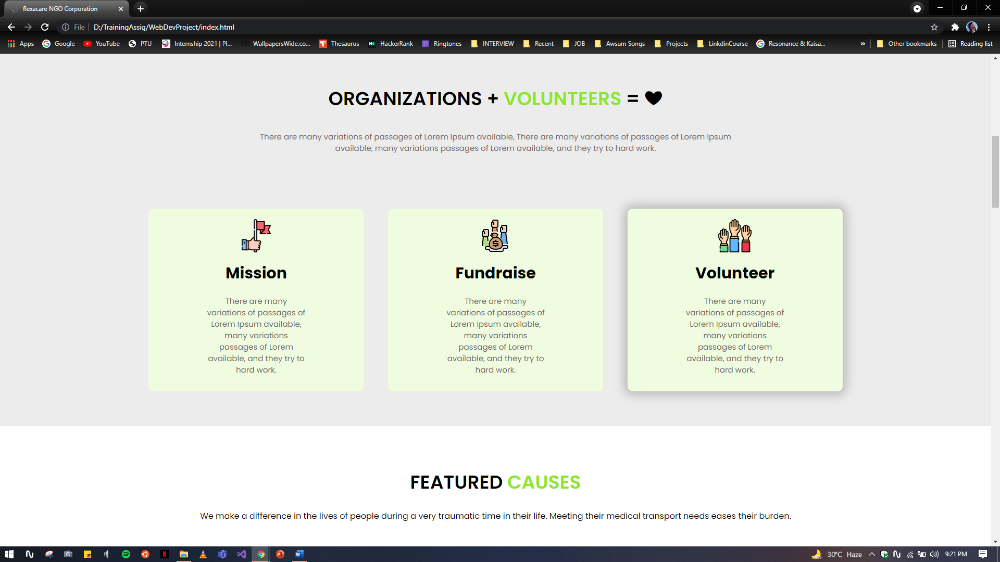 flexacare NGO Corporation
File D:/TrainingAssig/WebDevProject/index.html
Apps Google YouTube PTU Internship 2021 | Pl... WallpapersWide.co... Thesaurus HackerRank Ringtones INTERVIEW Recent JOB Awsum Songs Projects LinkdinCourse Resonance & Kaisa... » Other bookmarks Reading list
ORGANIZATIONS + VOLUNTEERS = 
There are many variations of passages of Lorem Ipsum available, There are many variations of passages of Lorem Ipsum
available, many variations passages of Lorem available, and they try to hard work.
Mission
There are many
variations of passages of
Lorem Ipsum available,
many variations
passages of Lorem
available, and they try to
hard work.
Fundraise
There are many
variations of passages of
Lorem Ipsum available,
many variations
passages of Lorem
available, and they try to
hard work.
Volunteer
There are many
variations of passages of
Lorem Ipsum available,
many variations
passages of Lorem
available, and they try to
hard work.
FEATURED CAUSES
We make a difference in the lives of people during a very traumatic time in their life. Meeting their medical transport needs eases their burden.
30°C Haze 9:21 PM